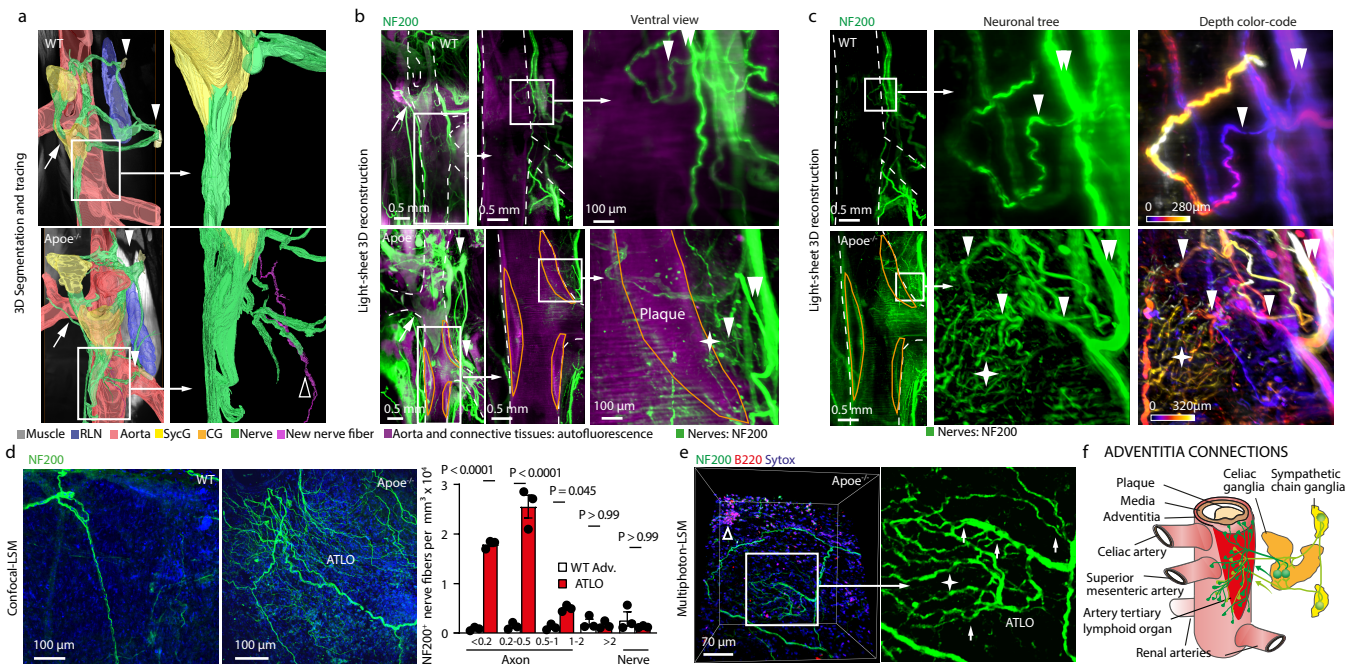 a
3D Segmentation and tracing
WT
Apoe-/-
Muscle RLN Aorta SycG CG Nerve New nerve fiber
b
NF200
Ventral view
Light-sheet 3D reconstruction
WT
0.5 mm
0.5 mm
100 µm
Apoe-/-
Plaque
0.5 mm
0.5 mm
100 µm
Aorta and connective tissues: autofluorescence
Nerves: NF200
c
Neuronal tree
Depth color-code
Light-sheet 3D reconstruction
WT
0.5 mm
0 280µm
Apoe-/-
0.5 mm
0 320µm
Nerves: NF200
d
NF200
Confocal-LSM
WT
100 µm
Apoe-/-
ATLO
100 µm
NF200+ nerve fibers per mm³ x 10⁴
P < 0.0001
P < 0.0001
P = 0.045
P > 0.99
P > 0.99
WT Adv.
ATLO
3
2
1
0
<0.2 0.2-0.5 0.5-1 1-2 >2
Axon Nerve
e
NF200 B220 Sytox
Multiphoton-LSM
Apoe-/-
70 µm
ATLO
f ADVENTITIA CONNECTIONS
Plaque
Media
Adventitia
Celiac artery
Superior
mesenteric artery
Artery tertiary
lymphoid organ
Renal arteries
Celiac
ganglia
Sympathetic
chain ganglia